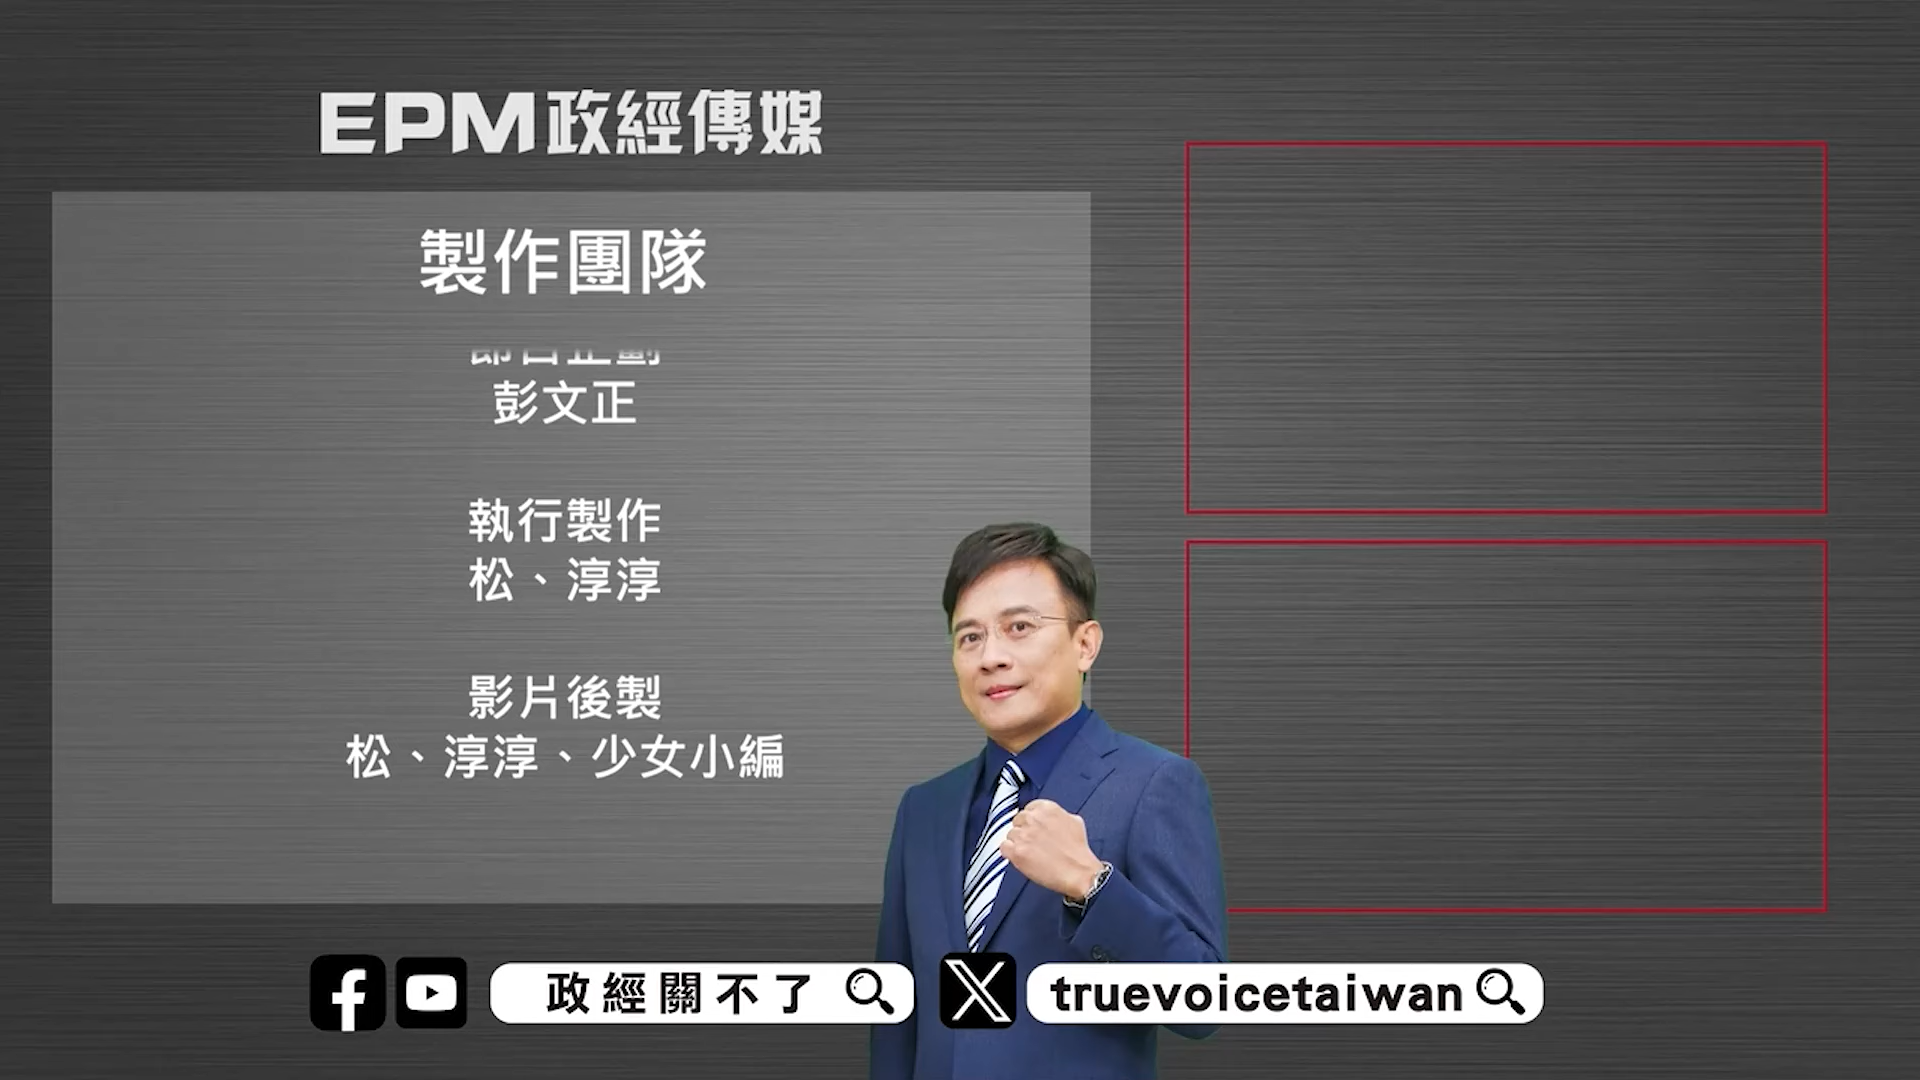 EPM政經傳媒
製作團隊
彭文正
執行製作
松、淳淳
影片後製
松、淳淳、少女小編
政經關不了
truevoicetaiwan